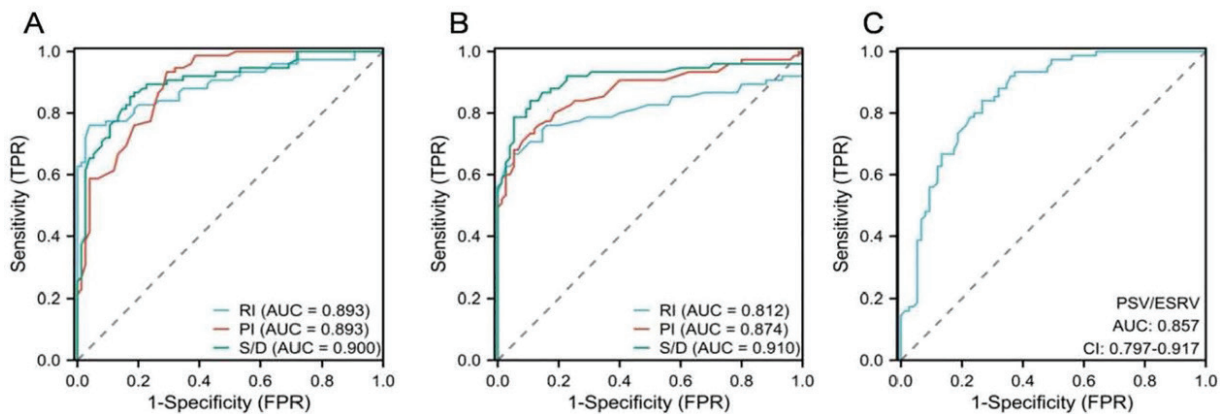 A
Sensitivity (TPR)
1.0
0.8
0.6
0.4
0.2
0.0
RI (AUC = 0.893)
PI (AUC = 0.893)
S/D (AUC = 0.900)
0.0 0.2 0.4 0.6 0.8 1.0
1-Specificity (FPR)
B
Sensitivity (TPR)
1.0
0.8
0.6
0.4
0.2
0.0
RI (AUC = 0.812)
PI (AUC = 0.874)
S/D (AUC = 0.910)
0.0 0.2 0.4 0.6 0.8 1.0
1-Specificity (FPR)
C
Sensitivity (TPR)
1.0
0.8
0.6
0.4
0.2
0.0
PSV/ESRV
AUC: 0.857
CI: 0.797-0.917
0.0 0.2 0.4 0.6 0.8 1.0
1-Specificity (FPR)